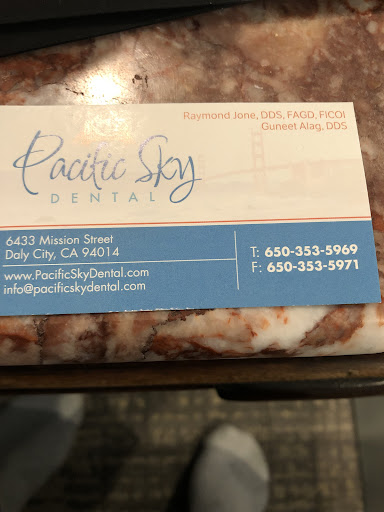 Raymond Jone, DDS, FAGD, FICOI
Guneet Alag, DDS
Pacific Sky
DENTAL
6433 Mission Street
Daly City, CA 94014
www.PacificSkyDental.com
info@pacificskydental.com
T: 650-353-5969
F: 650-353-5971